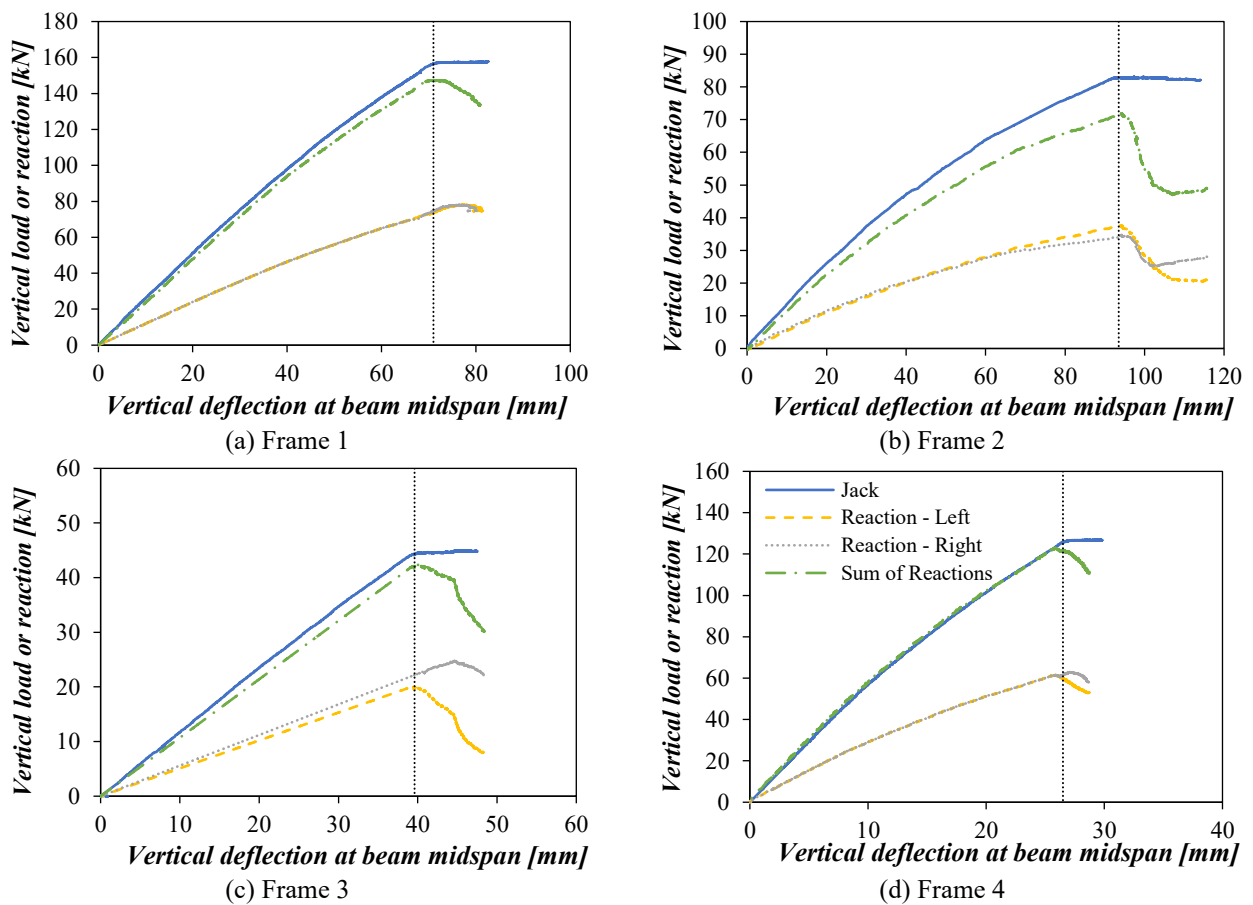 180
160
140
120
100
80
60
40
20
0
Vertical load or reaction [kN]
0 20 40 60 80 100
Vertical deflection at beam midspan [mm]
(a) Frame 1
100
90
80
70
60
50
40
30
20
10
0
Vertical load or reaction [kN]
0 20 40 60 80 100 120
Vertical deflection at beam midspan [mm]
(b) Frame 2
60
50
40
30
20
10
0
Vertical load or reaction [kN]
0 10 20 30 40 50 60
Vertical deflection at beam midspan [mm]
(c) Frame 3
160
140
120
100
80
60
40
20
0
Vertical load or reaction [kN]
Jack
Reaction - Left
Reaction - Right
Sum of Reactions
0 10 20 30 40
Vertical deflection at beam midspan [mm]
(d) Frame 4